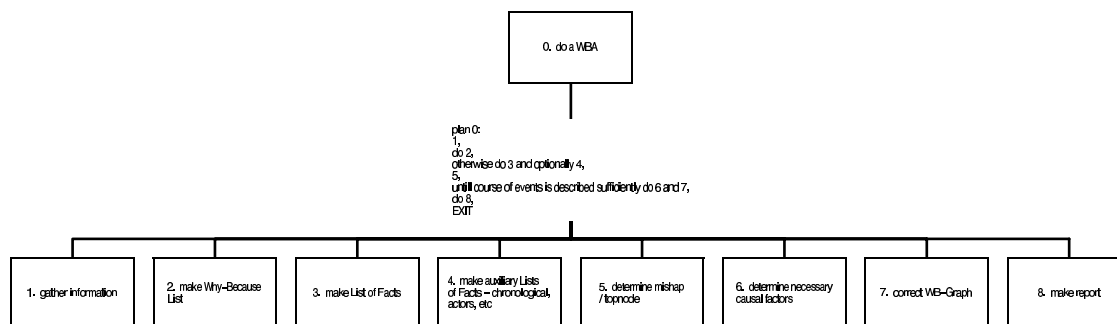 0. do a WBA
plan 0:
1,
do 2,
otherwise do 3 and optionally 4,
5,
untill course of events is described sufficiently do 6 and 7,
do 8,
EXIT
1. gather information
2. make Why-Because
List
3. make List of Facts
4. make auxiliary Lists
of Facts - chronological,
actors, etc
5. determine mishap
/ topnode
6. determine necessary
causal factors
7. correct WB-Graph
8. make report